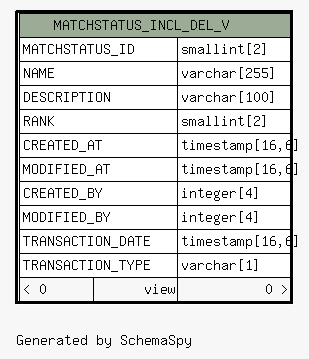 MATCHSTATUS_INCL_DEL_V
MATCHSTATUS_ID smallint[2]
NAME varchar[255]
DESCRIPTION varchar[100]
RANK smallint[2]
CREATED_AT timestamp[16,6]
MODIFIED_AT timestamp[16,6]
CREATED_BY integer[4]
MODIFIED_BY integer[4]
TRANSACTION_DATE timestamp[16,6]
TRANSACTION_TYPE varchar[1]
< 0 view 0 >
Generated by SchemaSpy